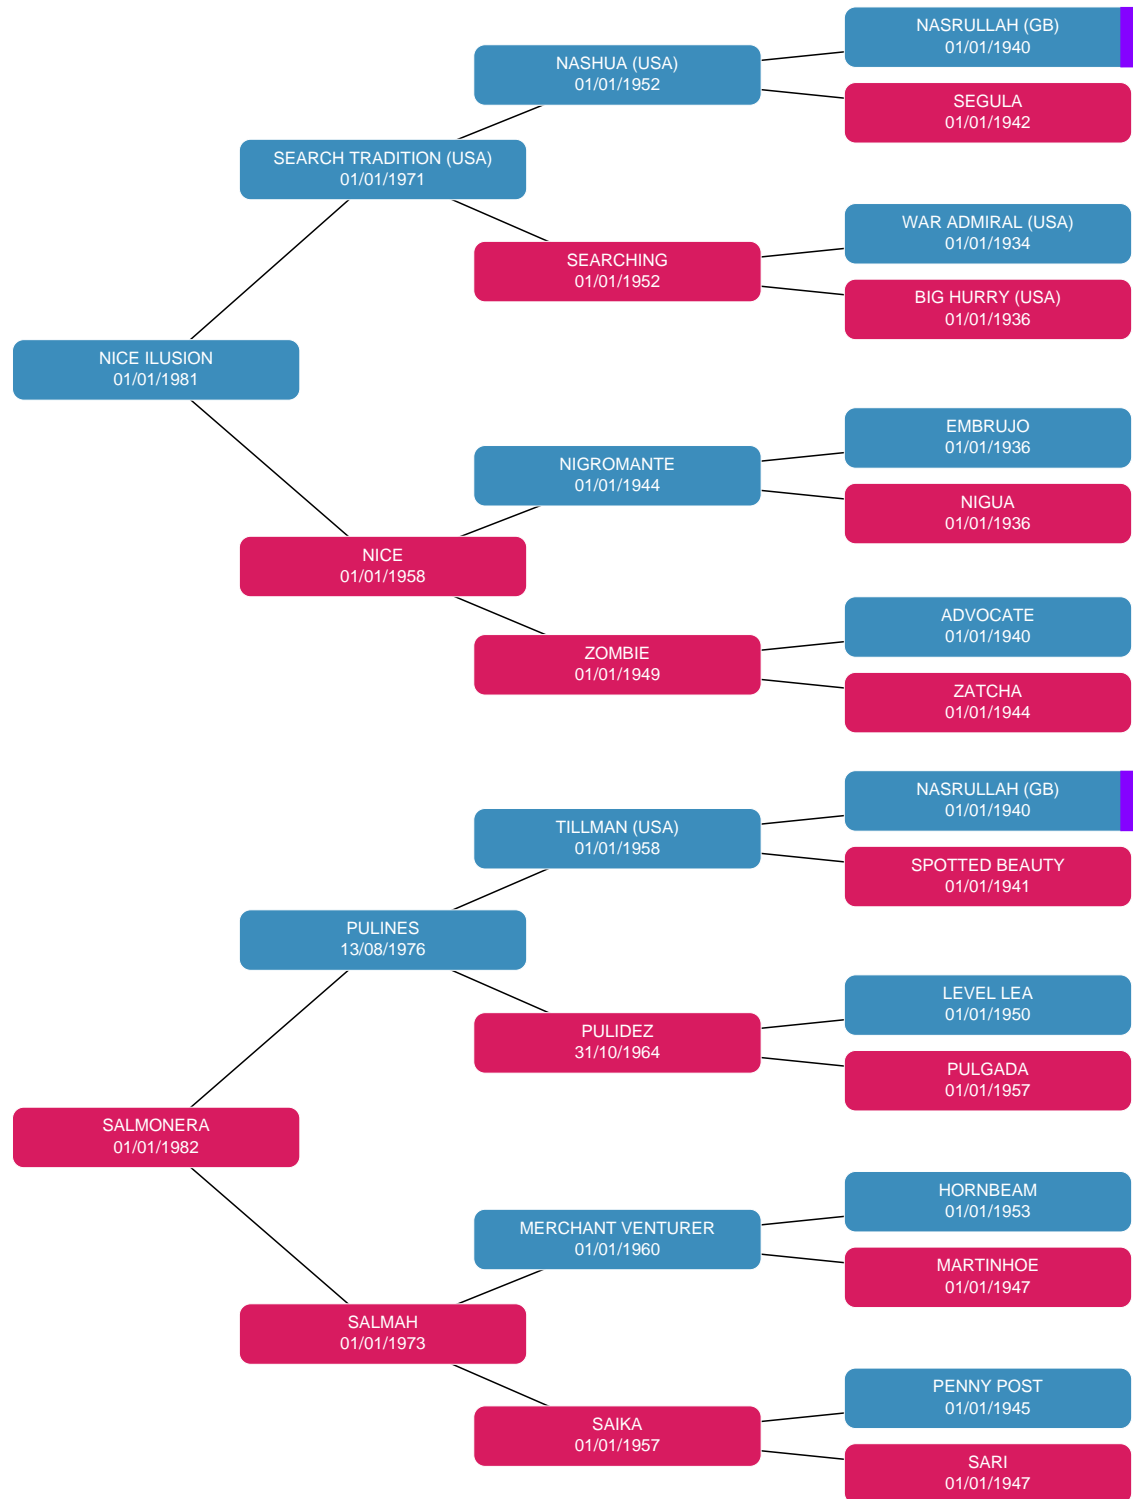 NASRULLAH (GB)
01/01/1940
NASHUA (USA)
01/01/1952
SEGULA
01/01/1942
SEARCH TRADITION (USA)
01/01/1971
WAR ADMIRAL (USA)
01/01/1934
SEARCHING
01/01/1952
BIG HURRY (USA)
01/01/1936
NICE ILUSION
01/01/1981
EMBRUJO
01/01/1936
NIGROMANTE
01/01/1944
NIGUA
01/01/1936
NICE
01/01/1958
ADVOCATE
01/01/1940
ZOMBIE
01/01/1949
ZATCHA
01/01/1944
NASRULLAH (GB)
01/01/1940
TILLMAN (USA)
01/01/1958
SPOTTED BEAUTY
01/01/1941
PULINES
13/08/1976
LEVEL LEA
01/01/1950
PULIDEZ
31/10/1964
PULGADA
01/01/1957
SALMONERA
01/01/1982
HORNBEAM
01/01/1953
MERCHANT VENTURER
01/01/1960
MARTINHOE
01/01/1947
SALMAH
01/01/1973
PENNY POST
01/01/1945
SAIKA
01/01/1957
SARI
01/01/1947